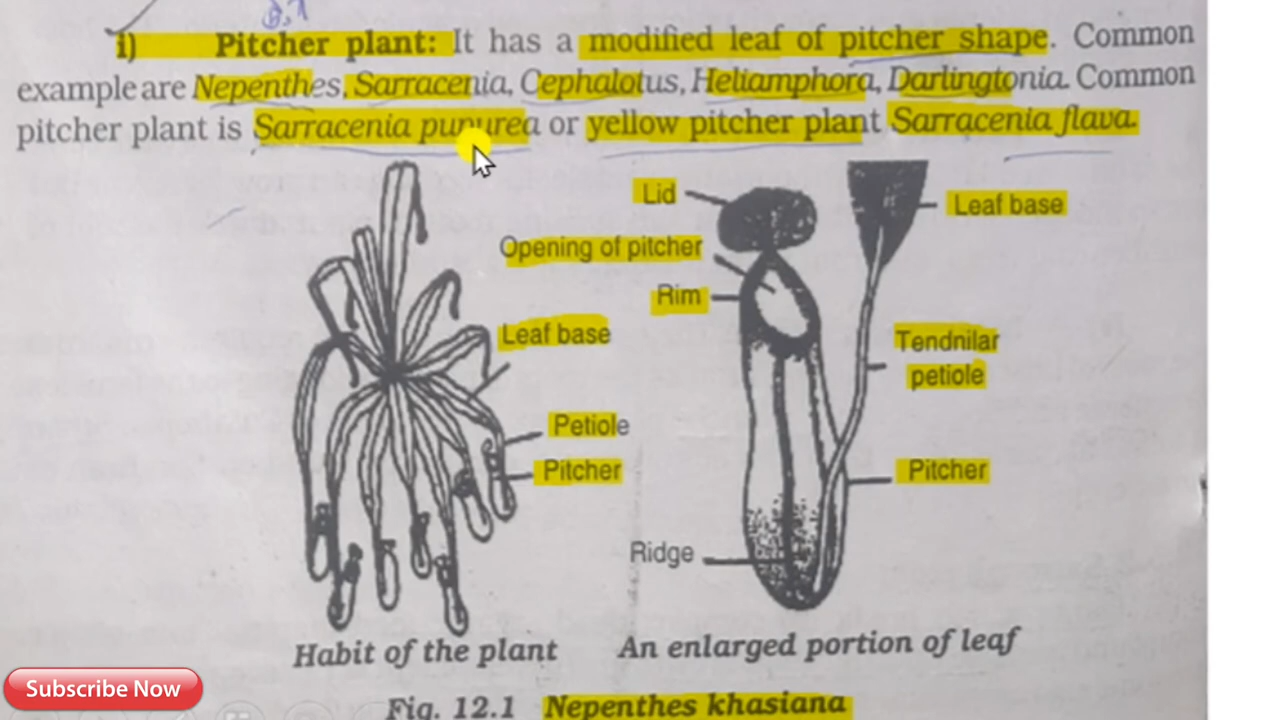 i) Pitcher plant: It has a modified leaf of pitcher shape. Common
example are Nepenthes, Sarracenia, Cephalotus, Heliamphora, Darlingtonia. Common
pitcher plant is Sarracenia pupurea or yellow pitcher plant Sarracenia flava.
Lid
Leaf base
Opening of pitcher
Rim
Leaf base
Tendnilar
petiole
Petiole
Pitcher
Pitcher
Ridge
Habit of the plant
An enlarged portion of leaf
Subscribe Now
Fig. 12.1 Nepenthes khasiana